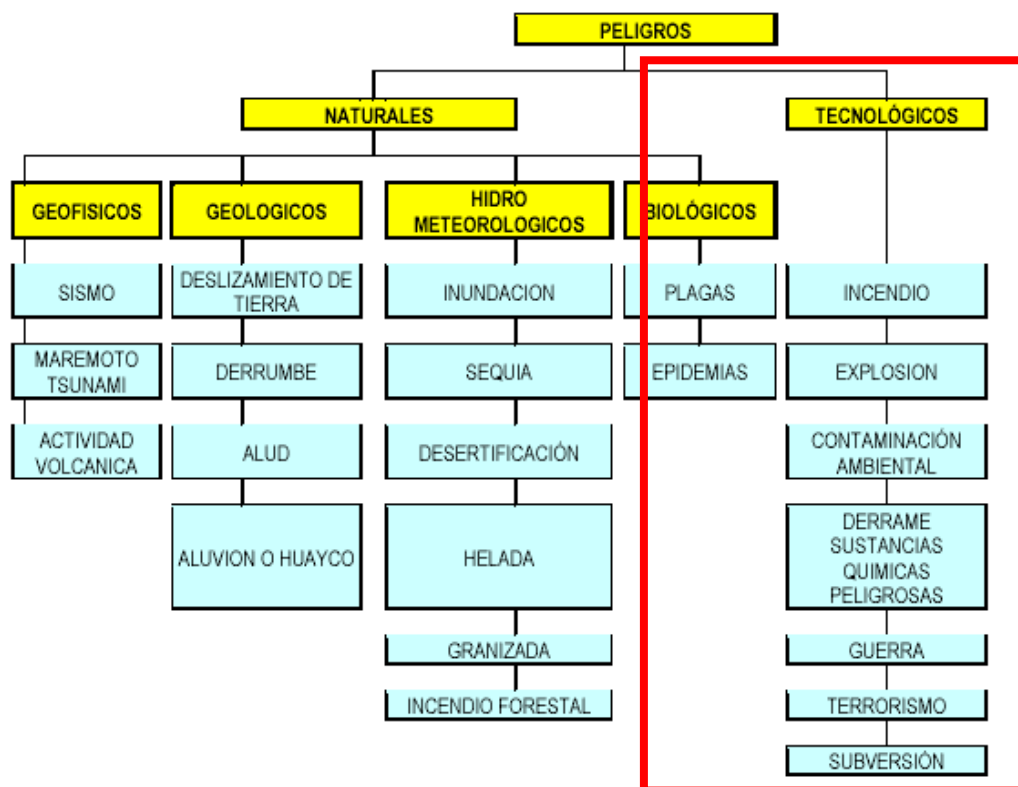 PELIGROS
NATURALES
TECNOLÓGICOS
GEOFISICOS
GEOLOGICOS
HIDRO
METEOROLOGICOS
BIOLÓGICOS
SISMO
DESLIZAMIENTO DE
TIERRA
INUNDACION
PLAGAS
INCENDIO
MAREMOTO
TSUNAMI
DERRUMBE
SEQUIA
EPIDEMIAS
EXPLOSION
ACTIVIDAD
VOLCANICA
ALUD
DESERTIFICACIÓN
CONTAMINACIÓN
AMBIENTAL
ALUVION O HUAYCO
HELADA
DERRAME
SUSTANCIAS
QUIMICAS
PELIGROSAS
GRANIZADA
GUERRA
INCENDIO FORESTAL
TERRORISMO
SUBVERSIÓN